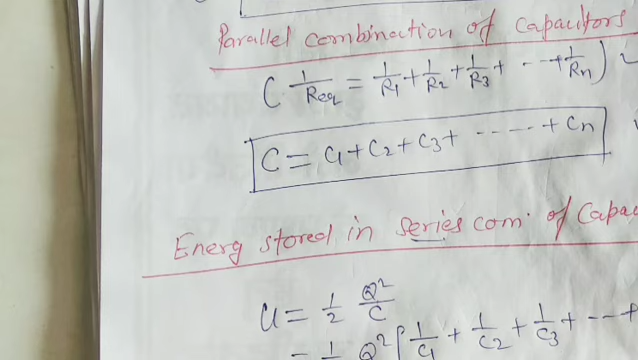 Parallel combination of capacitors
( 1/Req = 1/R1 + 1/R2 + 1/R3 + - - + 1/Rn )
C = C1 + C2 + C3 + - - - - - + Cn
Energ stored in series com. of Capac
U = 1/2 Q²/C
= 1/2 Q² [ 1/C1 + 1/C2 + 1/C3 + - - +